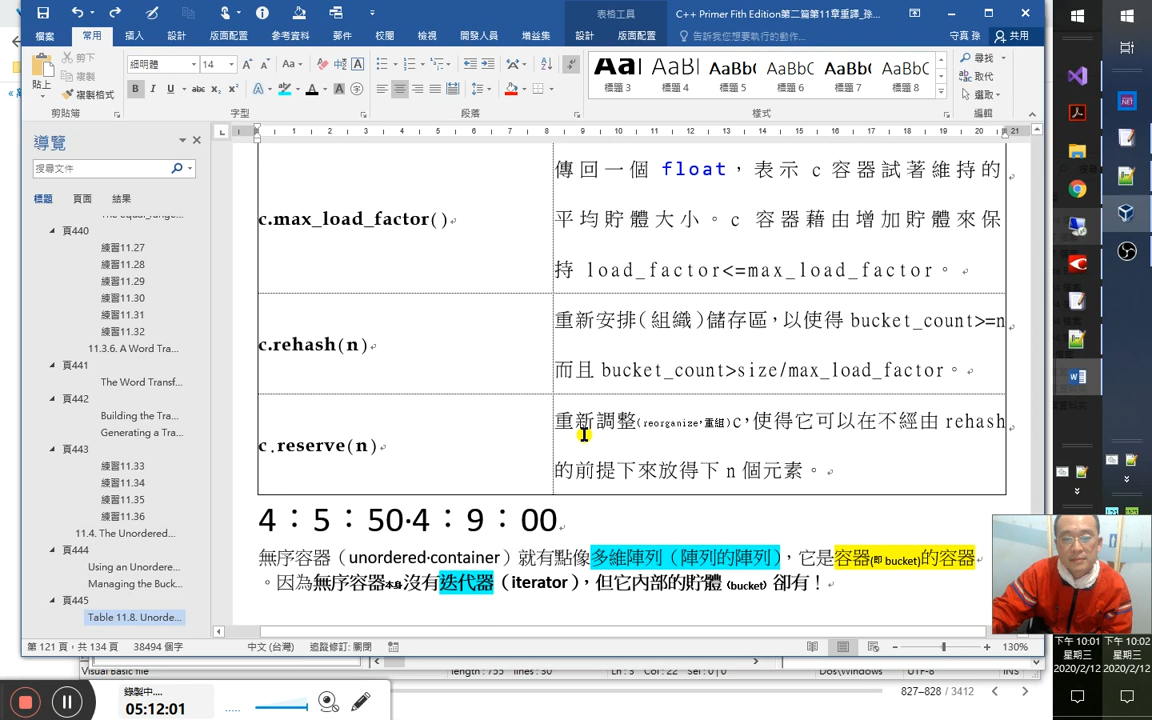 表格工具
C++ Primer Fith Edition第二篇第11章重譯_孫...
檔案 常用 插入 設計 版面配置 參考資料 郵件 校閱 檢視 開發人員 增益集 設計 版面配置 告訴我您想要執行的動作... 守真 孫 共用
剪下
複製
複製格式
貼上
細明體 14
標題 3 標題 4 標題 5 標題 6 標題 7 標題 8
尋找
取代
選取
剪貼簿 字型 段落 樣式 編輯
導覽
搜尋文件
標題 頁面 結果
The equal_range...
頁440
練習11.27
練習11.28
練習11.29
練習11.30
練習11.31
練習11.32
11.3.6. A Word Tra...
頁441
The Word Transf...
頁442
Building the Tra...
Generating a Tra...
頁443
練習11.33
練習11.34
練習11.35
練習11.36
11.4. The Unordered...
頁444
Using an Unordere...
Managing the Buck...
頁445
Table 11.8. Unorde...
c.max_load_factor()
傳回一個 float，表示 c 容器試著維持的
平均貯體大小。c 容器藉由增加貯體來保
持 load_factor<=max_load_factor。
c.rehash(n)
重新安排(組織)儲存區，以使得 bucket_count>=n
而且 bucket_count>size/max_load_factor。
c.reserve(n)
重新調整(reorganize,重組)c，使得它可以在不經由 rehash
的前提下來放得下 n 個元素。
4：5：50·4：9：00
無序容器（unordered·container）就有點像多維陣列（陣列的陣列），它是容器(即 bucket)的容器
。因為無序容器本身沒有迭代器（iterator），但它內部的貯體（bucket）卻有！
第 121 頁，共 134 頁 38494 個字 中文 (台灣) 追蹤修訂: 關閉 130%
Visual Basic file length : 755 lines : 30 Ln : 3 Col : 22 Sel : 0 | 0 Dos\Windows UTF-8 INS
827–828 / 3412
錄製中...
05:12:01
下午 10:01
星期三
2020/2/12
下午 10:02
星期三
2020/2/12